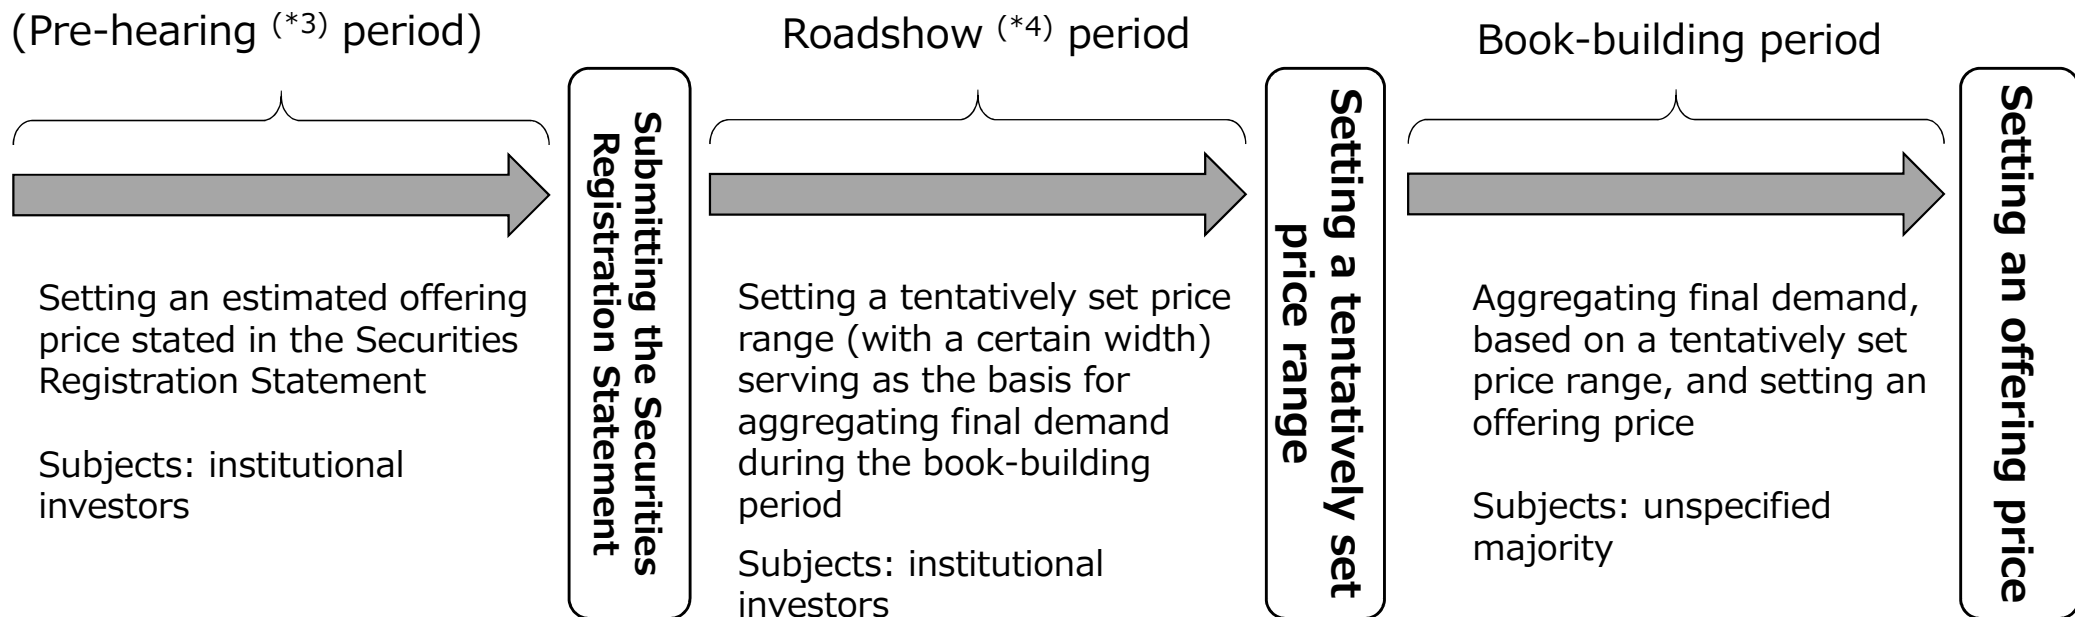 (Pre-hearing (*3) period)
Setting an estimated offering
price stated in the Securities
Registration Statement
Subjects: institutional
investors
Submitting the Securities
Registration Statement
Roadshow (*4) period
Setting a tentatively set price
range (with a certain width)
serving as the basis for
aggregating final demand
during the book-building
period
Subjects: institutional
investors
Setting a tentatively set
price range
Book-building period
Aggregating final demand,
based on a tentatively set
price range, and setting an
offering price
Subjects: unspecified
majority
Setting an offering price